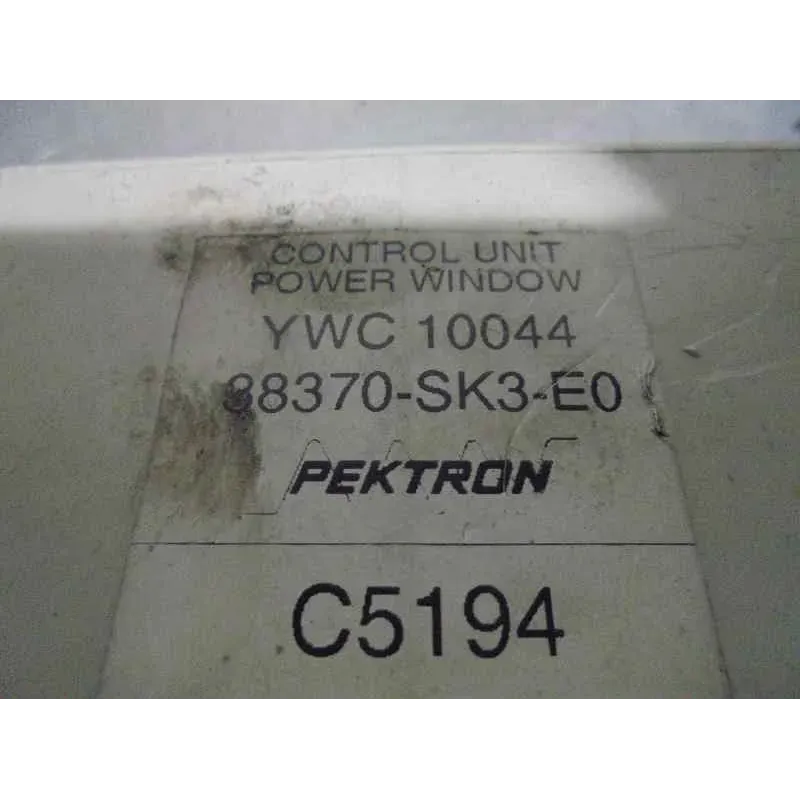 CONTROL UNIT
POWER WINDOW
YWC 10044
38370-SK3-E0
PEKTRON
C5194